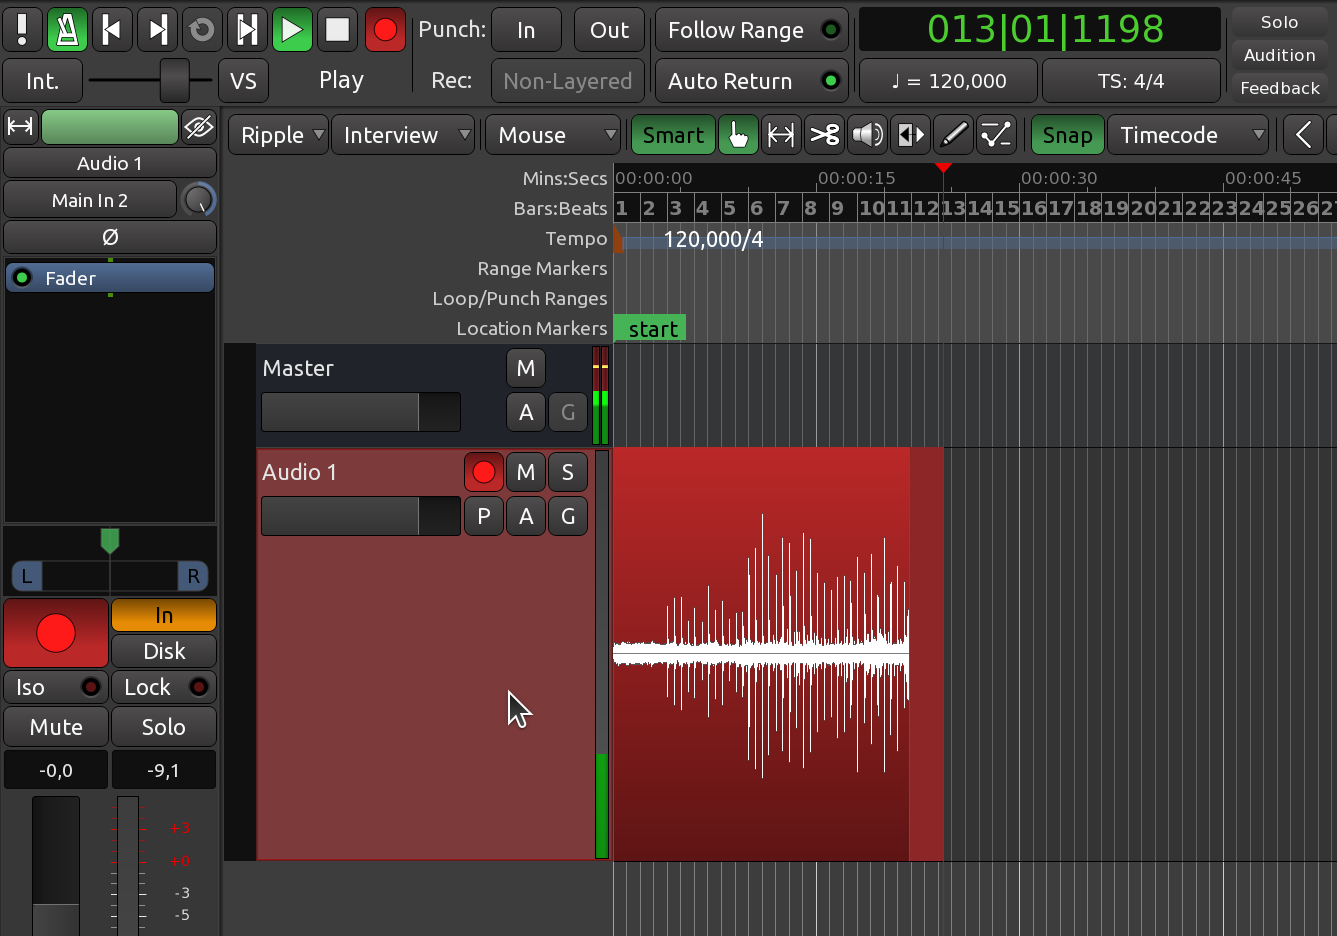 Punch: In Out Follow Range 013|01|1198 Solo
Int. VS Play Rec: Non-Layered Auto Return ♩ = 120,000 TS: 4/4 Audition
Feedback
Ripple Interview Mouse Smart Snap Timecode
Audio 1
Main In 2
Ø
Fader
L R
In
Disk
Iso Lock
Mute Solo
-0,0 -9,1
+3
+0
-3
-5
Mins:Secs 00:00:00 00:00:15 00:00:30 00:00:45
Bars:Beats 1 2 3 4 5 6 7 8 9 10 11 12 13 14 15 16 17 18 19 20 21 22 23 24 25 26 27
Tempo 120,000/4
Range Markers
Loop/Punch Ranges
Location Markers start
Master M
A G
Audio 1 M S
P A G